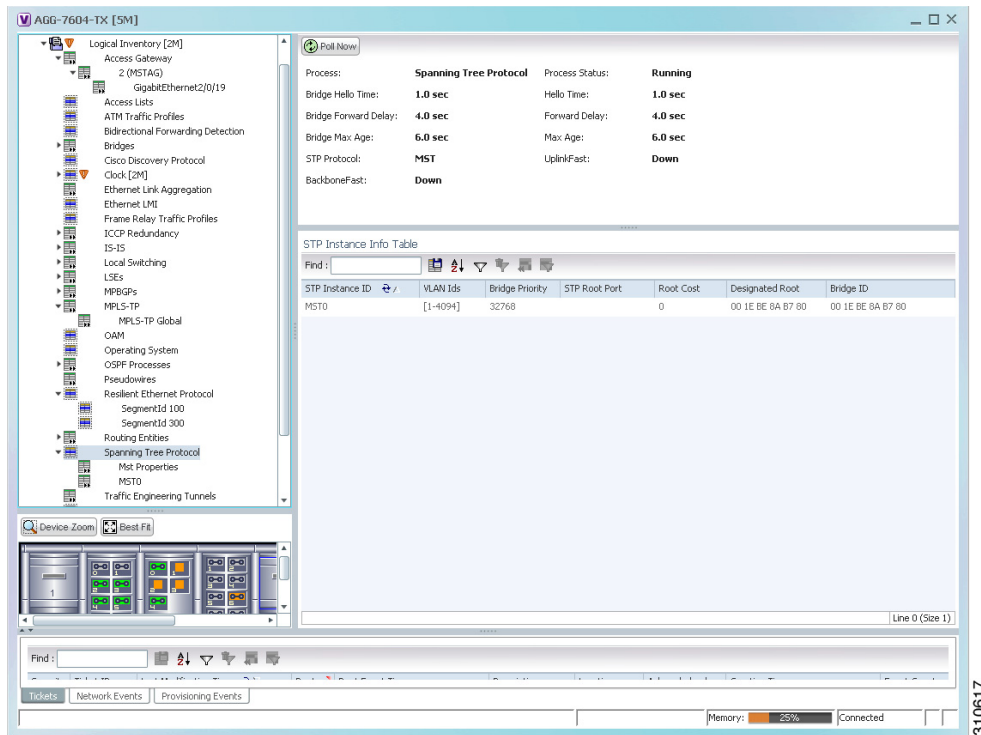 AGG-7604-TX [5M]
Logical Inventory [2M]
Access Gateway
2 (MSTAG)
GigabitEthernet2/0/19
Access Lists
ATM Traffic Profiles
Bidirectional Forwarding Detection
Bridges
Cisco Discovery Protocol
Clock [2M]
Ethernet Link Aggregation
Ethernet LMI
Frame Relay Traffic Profiles
ICCP Redundancy
IS-IS
Local Switching
LSEs
MPBGPs
MPLS-TP
MPLS-TP Global
OAM
Operating System
OSPF Processes
Pseudowires
Resilient Ethernet Protocol
SegmentId 100
SegmentId 300
Routing Entities
Spanning Tree Protocol
Mst Properties
MST0
Traffic Engineering Tunnels
Device Zoom Best Fit
1
Poll Now
Process: Spanning Tree Protocol Process Status: Running
Bridge Hello Time: 1.0 sec Hello Time: 1.0 sec
Bridge Forward Delay: 4.0 sec Forward Delay: 4.0 sec
Bridge Max Age: 6.0 sec Max Age: 6.0 sec
STP Protocol: MST UplinkFast: Down
BackboneFast: Down
STP Instance Info Table
Find :
STP Instance ID VLAN Ids Bridge Priority STP Root Port Root Cost Designated Root Bridge ID
MST0 [1-4094] 32768 0 00 1E BE 8A B7 80 00 1E BE 8A B7 80
Line 0 (Size 1)
Find :
Tickets Network Events Provisioning Events
Memory: 25% Connected
310617